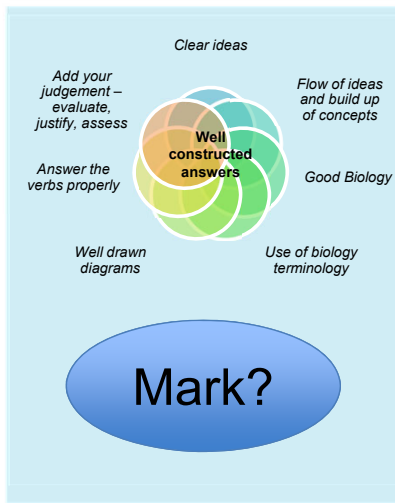 Clear ideas
Add your
judgement –
evaluate,
justify, assess
Flow of ideas
and build up
of concepts
Well
constructed
answers
Answer the
verbs properly
Good Biology
Well drawn
diagrams
Use of biology
terminology
Mark?